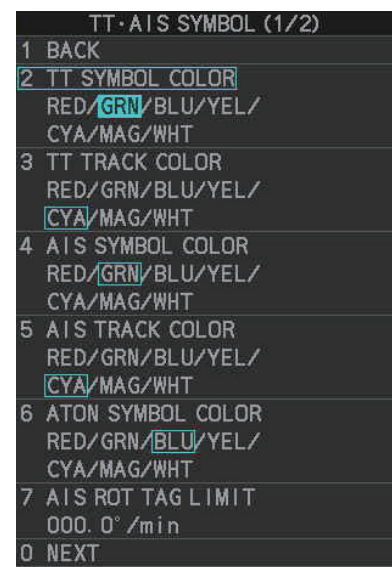 TT·AIS SYMBOL (1/2)
1 BACK
2 TT SYMBOL COLOR
RED/GRN/BLU/YEL/
CYA/MAG/WHT
3 TT TRACK COLOR
RED/GRN/BLU/YEL/
CYA/MAG/WHT
4 AIS SYMBOL COLOR
RED/GRN/BLU/YEL/
CYA/MAG/WHT
5 AIS TRACK COLOR
RED/GRN/BLU/YEL/
CYA/MAG/WHT
6 ATON SYMBOL COLOR
RED/GRN/BLU/YEL/
CYA/MAG/WHT
7 AIS ROT TAG LIMIT
000.0°/min
0 NEXT